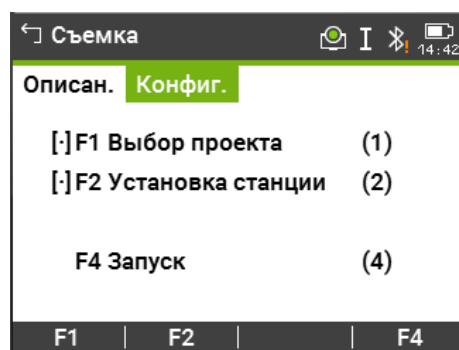 Съемка I 14:42
Описан. Конфиг.
[·] F1 Выбор проекта (1)
[·] F2 Установка станции (2)
F4 Запуск (4)
F1 F2 F4